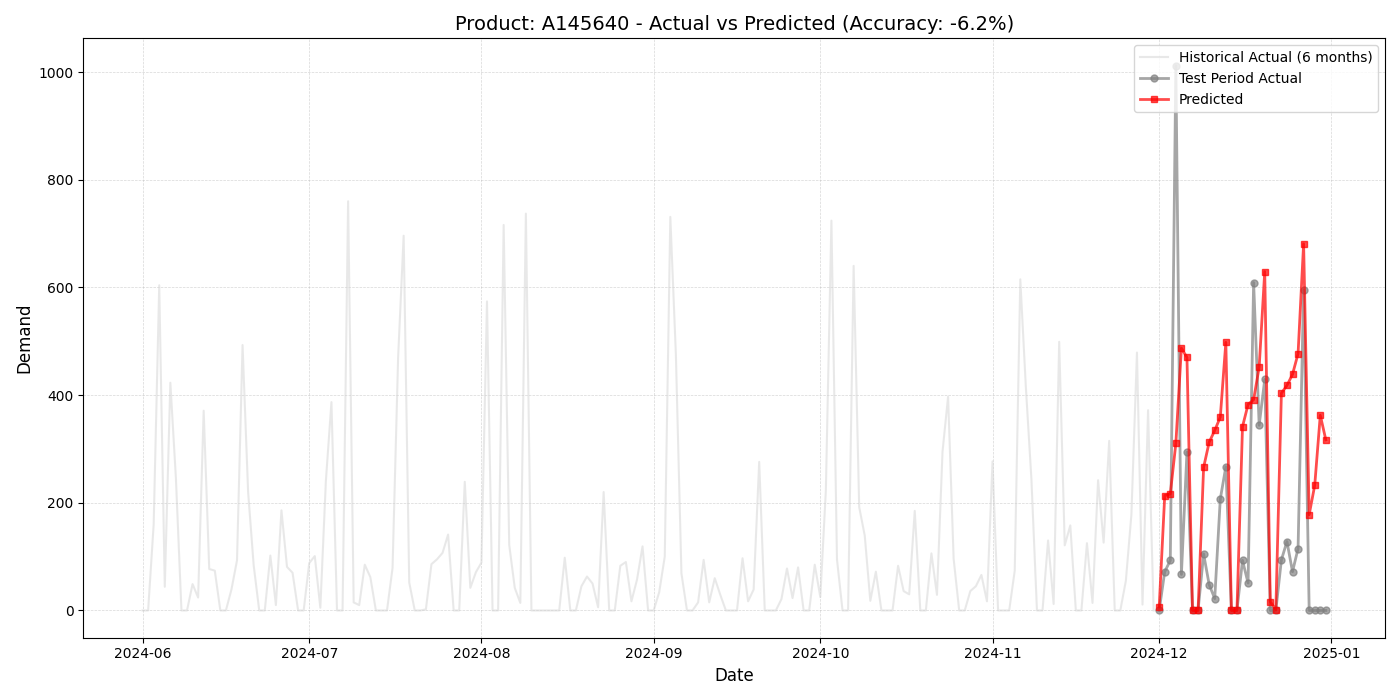 Product: A145640 - Actual vs Predicted (Accuracy: -6.2%)
Historical Actual (6 months)
Test Period Actual
Predicted
Demand
1000
800
600
400
200
0
2024-06
2024-07
2024-08
2024-09
2024-10
2024-11
2024-12
2025-01
Date